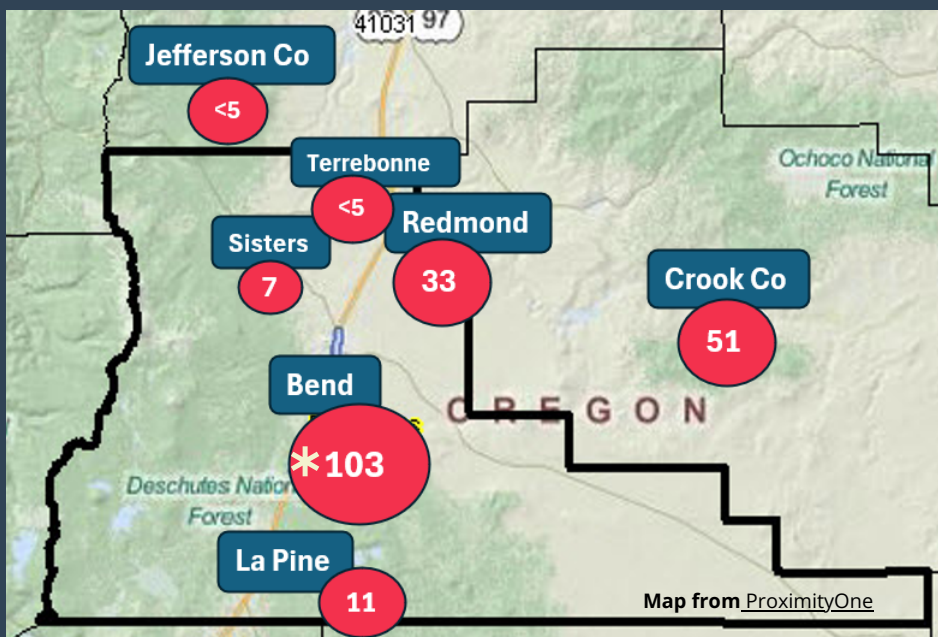 41031 97
Jefferson Co
<5
Terrebonne
<5
Ochoco National
Forest
Redmond
33
Sisters
7
Crook Co
51
Bend
OREGON
*103
Deschutes Nation
Forest
La Pine
11
Map from ProximityOne